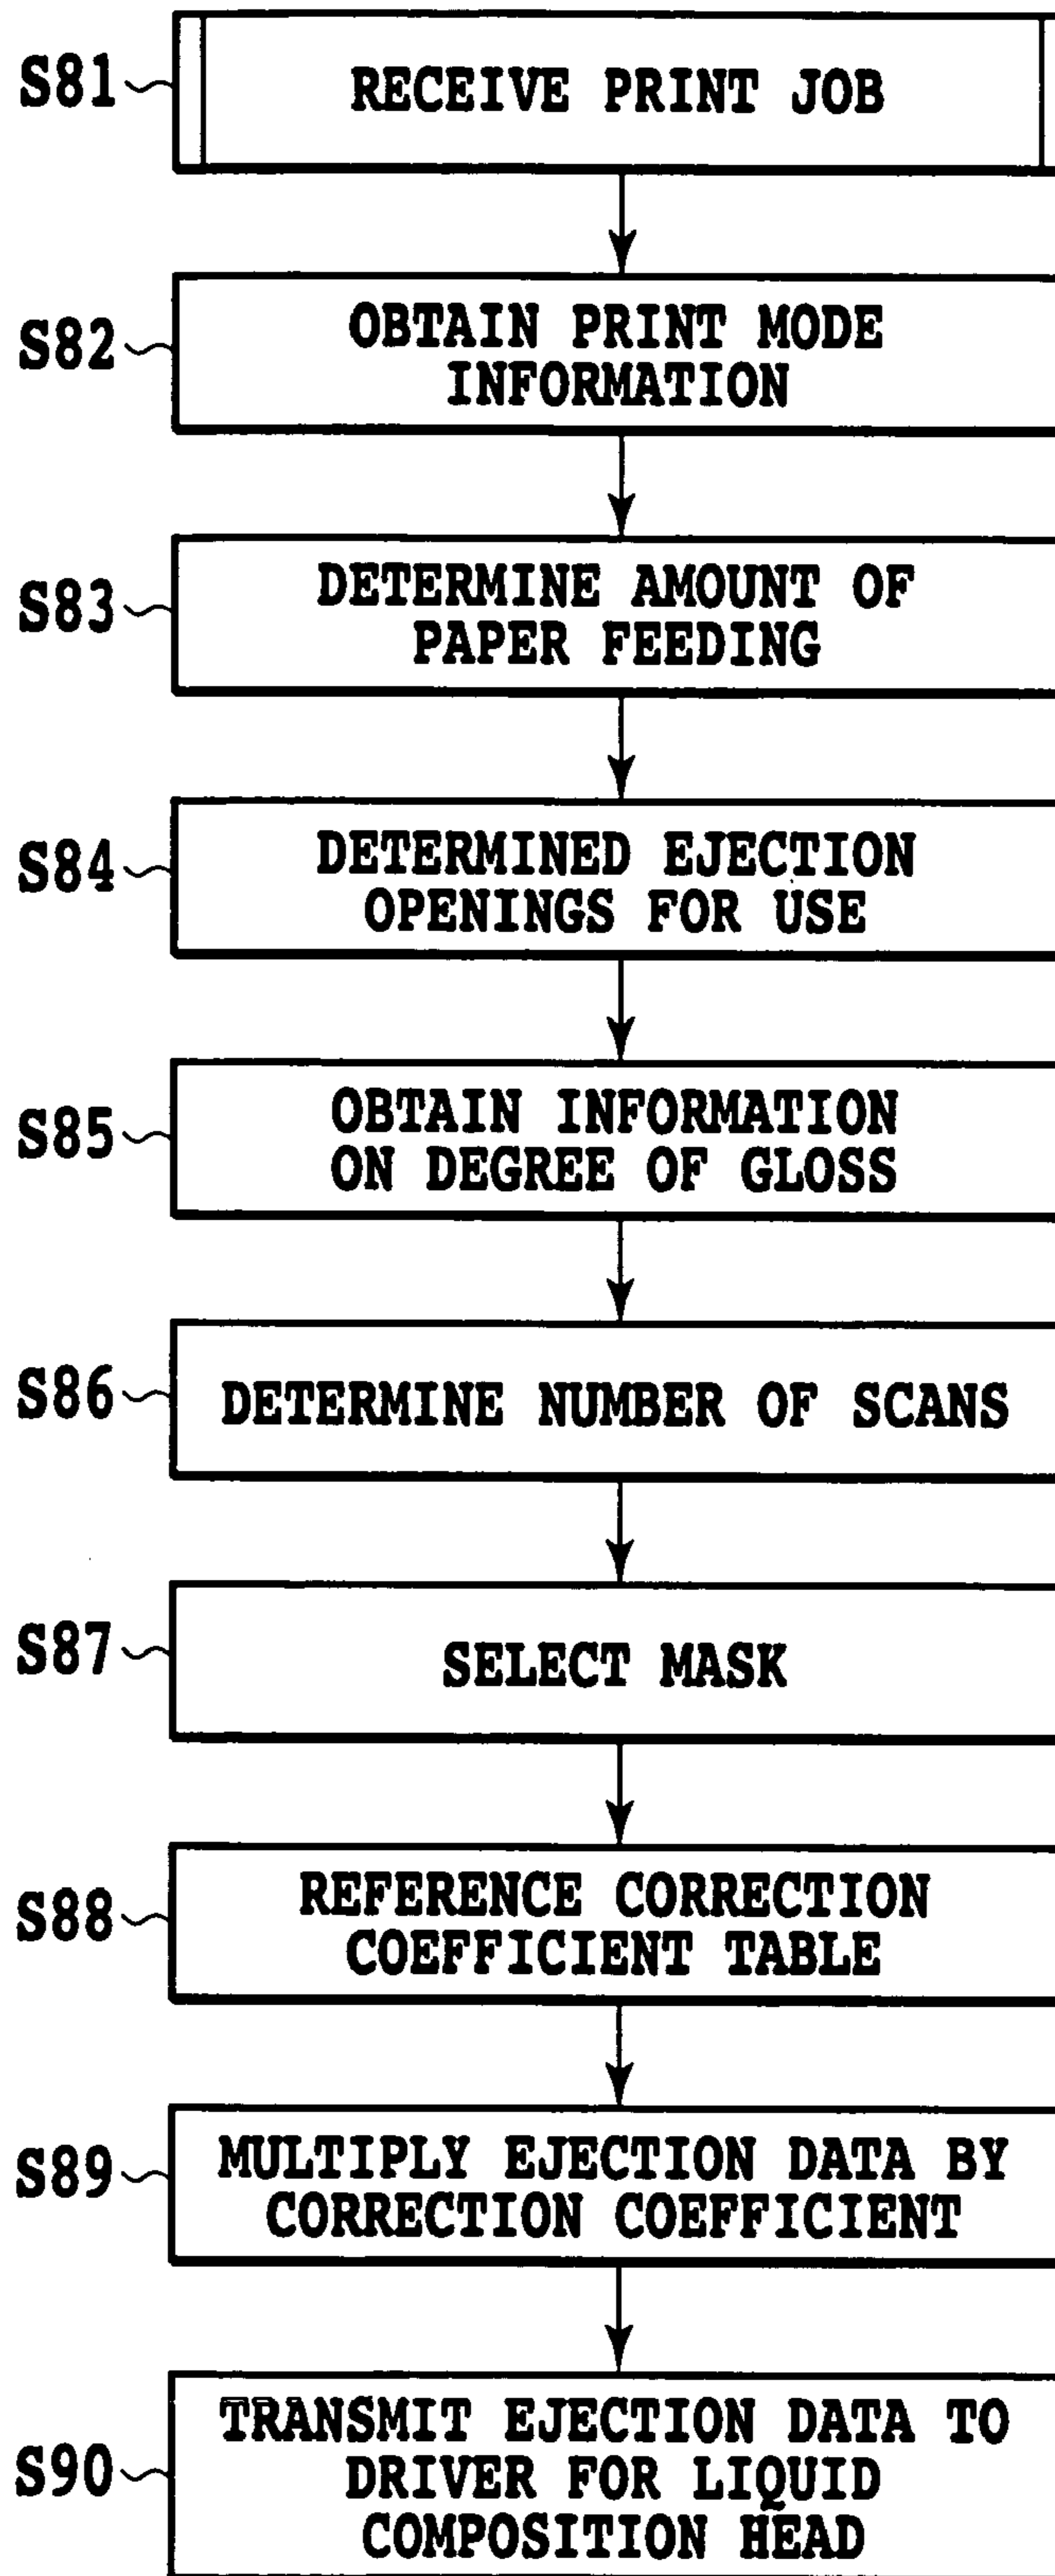 S81 RECEIVE PRINT JOB
S82 OBTAIN PRINT MODE
INFORMATION
S83 DETERMINE AMOUNT OF
PAPER FEEDING
S84 DETERMINED EJECTION
OPENINGS FOR USE
S85 OBTAIN INFORMATION
ON DEGREE OF GLOSS
S86 DETERMINE NUMBER OF SCANS
S87 SELECT MASK
S88 REFERENCE CORRECTION
COEFFICIENT TABLE
S89 MULTIPLY EJECTION DATA BY
CORRECTION COEFFICIENT
S90 TRANSMIT EJECTION DATA TO
DRIVER FOR LIQUID
COMPOSITION HEAD